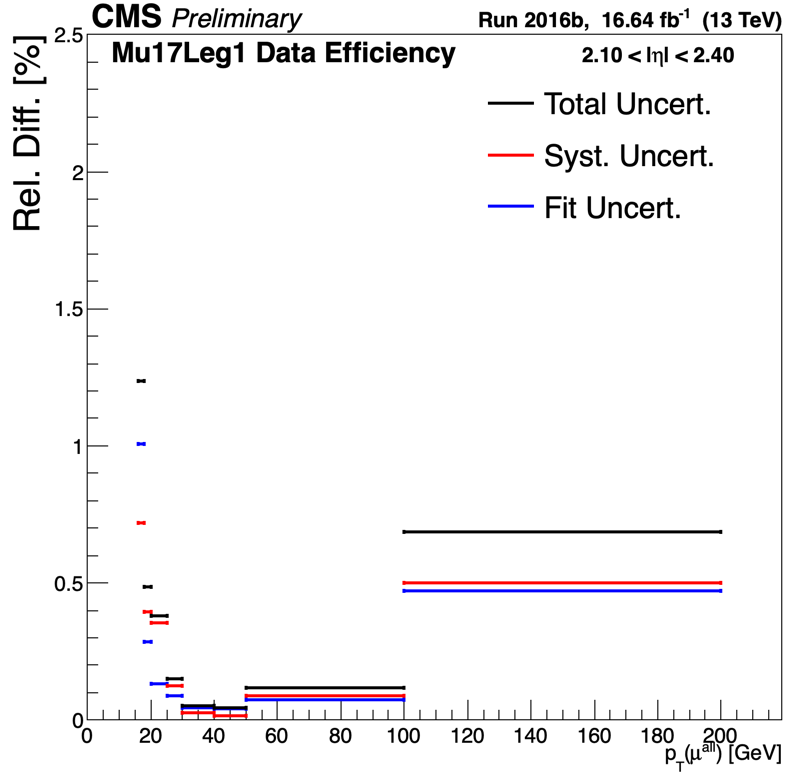 CMS Preliminary
Run 2016b, 16.64 fb⁻¹ (13 TeV)
Mu17Leg1 Data Efficiency
2.10 < |η| < 2.40
Total Uncert.
Syst. Uncert.
Fit Uncert.
Rel. Diff. [%]
2.5
2
1.5
1
0.5
0
0 20 40 60 80 100 120 140 160 180 200
p_T(μ^all) [GeV]